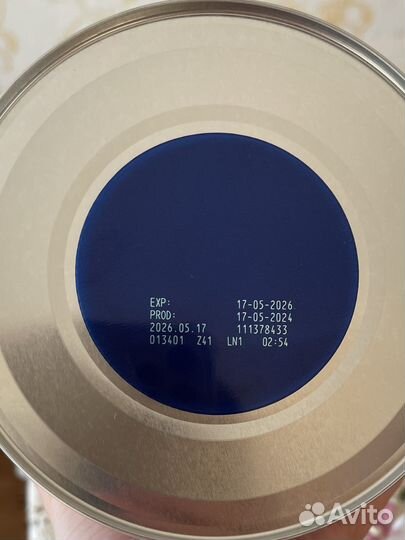 EXP: 17-05-2026
PROD: 17-05-2024
2026.05.17 111378433
013401 Z41 LN1 02:54
Avito